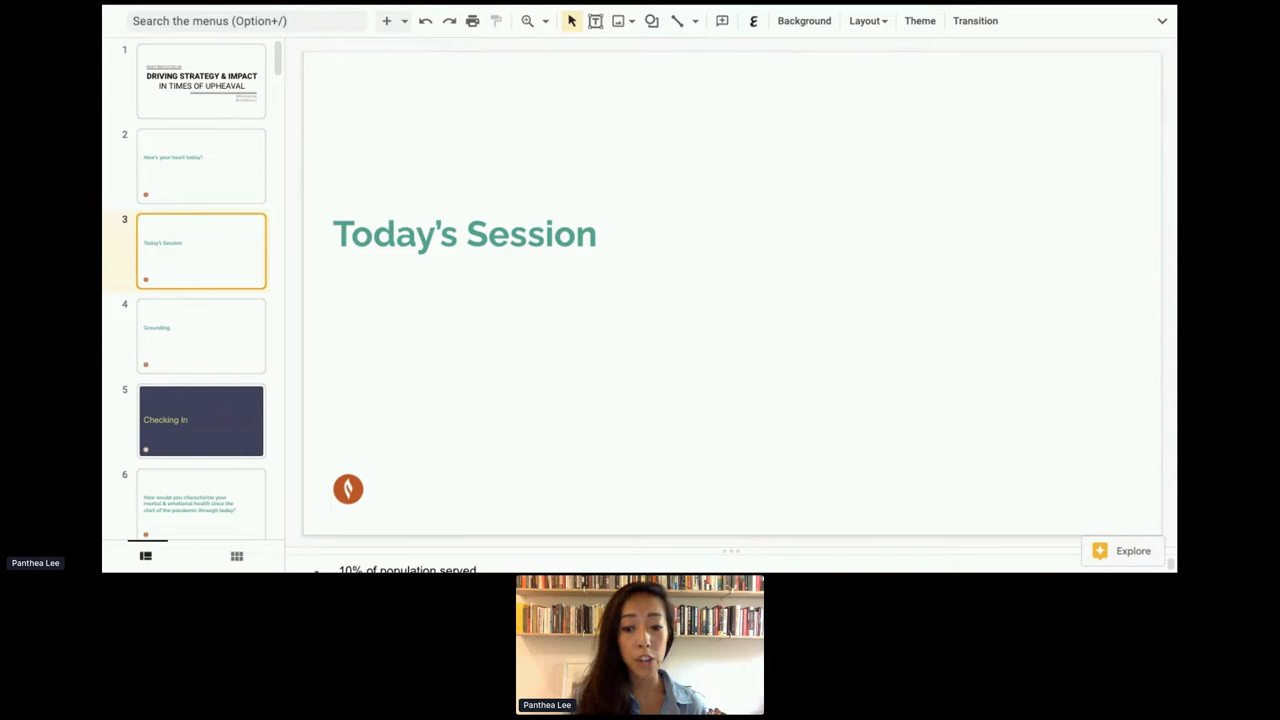 Search the menus (Option+/)
Background
Layout
Theme
Transition
1
DRIVING STRATEGY & IMPACT
IN TIMES OF UPHEAVAL
2
How's your heart today?
3
Today's Session
4
Grounding
5
Checking In
6
How would you characterize your
mental & emotional health since the
start of the pandemic through today?
Today's Session
Explore
10% of population served
Panthea Lee
Panthea Lee